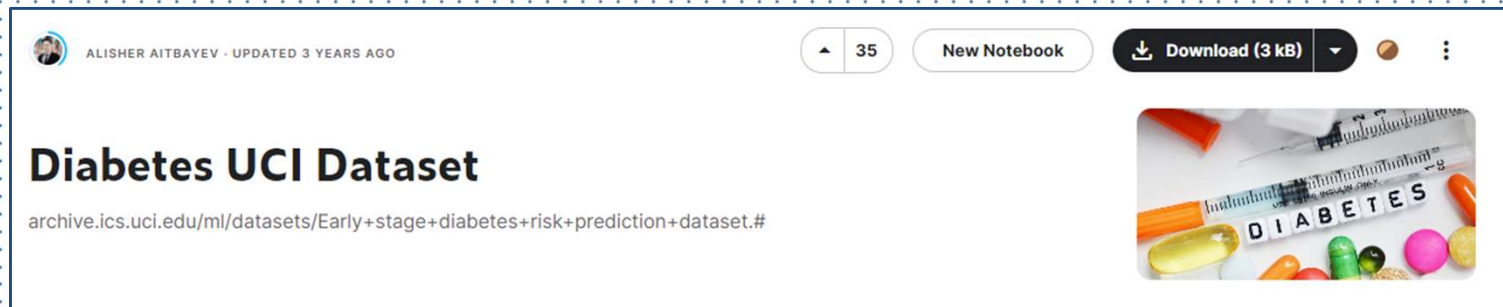 ALISHER AITBAYEV · UPDATED 3 YEARS AGO
35
New Notebook
Download (3 kB)
Diabetes UCI Dataset
archive.ics.uci.edu/ml/datasets/Early+stage+diabetes+risk+prediction+dataset.#
DIABETES